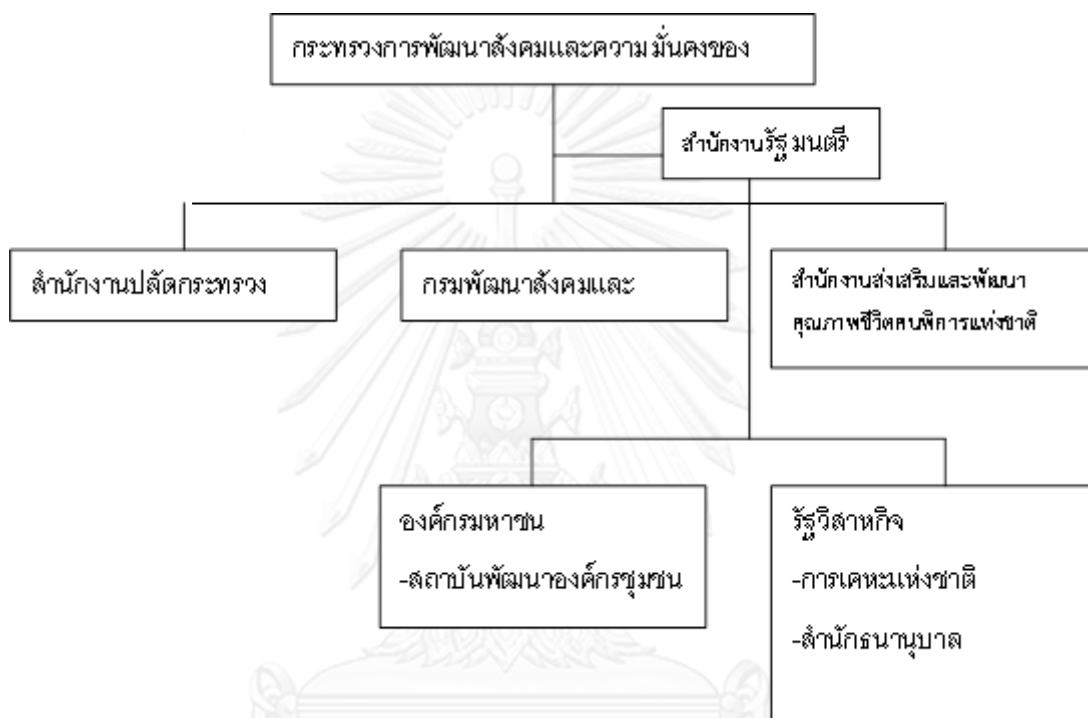 กระทรวงการพัฒนาสังคมและความมั่นคงของ
สำนักงานรัฐมนตรี
สำนักงานปลัดกระทรวง
กรมพัฒนาสังคมและ
สำนักงานส่งเสริมและพัฒนา
คุณภาพชีวิตคนพิการแห่งชาติ
องค์กรมหาชน
-สถาบันพัฒนาองค์กรชุมชน
รัฐวิสาหกิจ
-การเคหะแห่งชาติ
-สำนักธนานุบาล